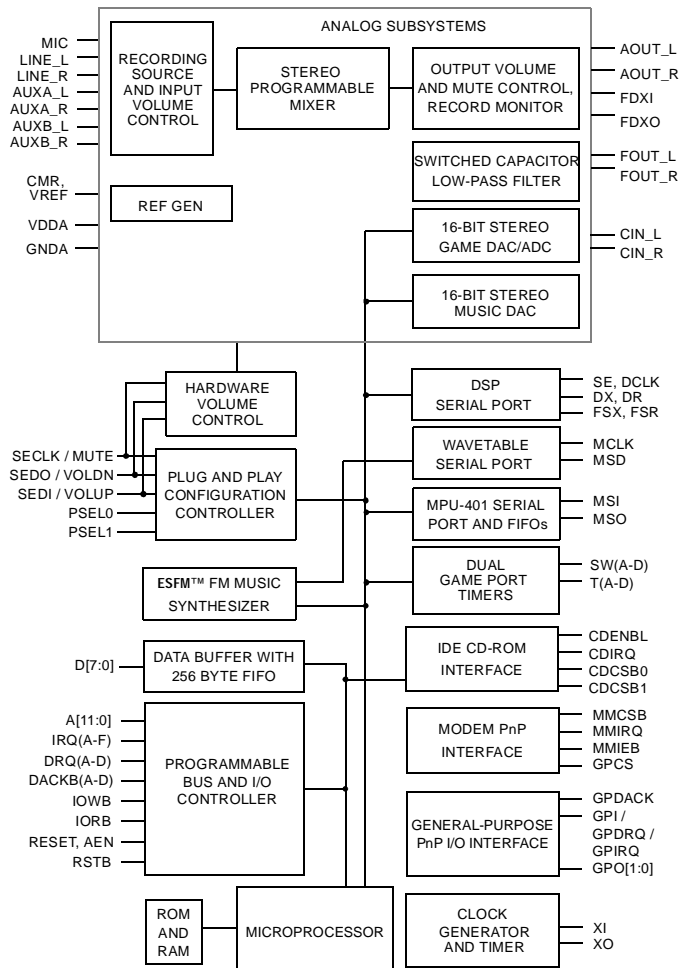 ANALOG SUBSYSTEMS
MIC
LINE_L
LINE_R
AUXA_L
AUXA_R
AUXB_L
AUXB_R
CMR,
VREF
VDDA
GNDA
RECORDING
SOURCE
AND INPUT
VOLUME
CONTROL
STEREO
PROGRAMMABLE
MIXER
OUTPUT VOLUME
AND MUTE CONTROL,
RECORD MONITOR
AOUT_L
AOUT_R
FDXI
FDXO
SWITCHED CAPACITOR
LOW-PASS FILTER
FOUT_L
FOUT_R
REF GEN
16-BIT STEREO
GAME DAC/ADC
CIN_L
CIN_R
16-BIT STEREO
MUSIC DAC
HARDWARE
VOLUME
CONTROL
DSP
SERIAL PORT
SE, DCLK
DX, DR
FSX, FSR
SECLK / MUTE
SEDO / VOLDN
SEDI / VOLUP
PSEL0
PSEL1
PLUG AND PLAY
CONFIGURATION
CONTROLLER
WAVETABLE
SERIAL PORT
MCLK
MSD
MPU-401 SERIAL
PORT AND FIFOs
MSI
MSO
ESFM™ FM MUSIC
SYNTHESIZER
DUAL
GAME PORT
TIMERS
SW(A-D)
T(A-D)
D[7:0]
DATA BUFFER WITH
256 BYTE FIFO
IDE CD-ROM
INTERFACE
CDENBL
CDIRQ
CDCSB0
CDCSB1
A[11:0]
IRQ(A-F)
DRQ(A-D)
DACKB(A-D)
IOWB
IORB
RESET, AEN
RSTB
PROGRAMMABLE
BUS AND I/O
CONTROLLER
MODEM PnP
INTERFACE
MMCSB
MMIRQ
MMIEB
GPCS
GENERAL-PURPOSE
PnP I/O INTERFACE
GPDACK
GPI /
GPDRQ /
GPIRQ
GPO[1:0]
ROM
AND
RAM
MICROPROCESSOR
CLOCK
GENERATOR
AND TIMER
XI
XO